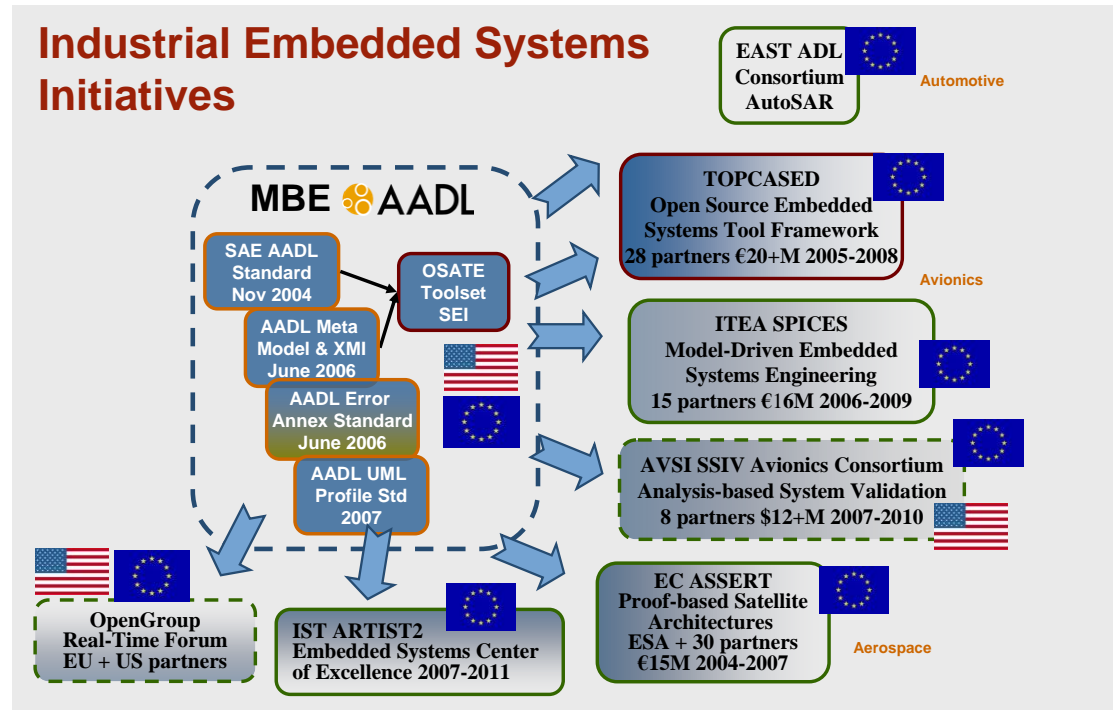 Industrial Embedded Systems
Initiatives
EAST ADL
Consortium
AutoSAR
Automotive
MBE AADL
SAE AADL
Standard
Nov 2004
AADL Meta
Model & XMI
June 2006
AADL Error
Annex Standard
June 2006
AADL UML
Profile Std
2007
OSATE
Toolset
SEI
TOPCASED
Open Source Embedded
Systems Tool Framework
28 partners €20+M 2005-2008
Avionics
ITEA SPICES
Model-Driven Embedded
Systems Engineering
15 partners €16M 2006-2009
AVSI SSIV Avionics Consortium
Analysis-based System Validation
8 partners $12+M 2007-2010
EC ASSERT
Proof-based Satellite
Architectures
ESA + 30 partners
€15M 2004-2007
Aerospace
IST ARTIST2
Embedded Systems Center
of Excellence 2007-2011
OpenGroup
Real-Time Forum
EU + US partners